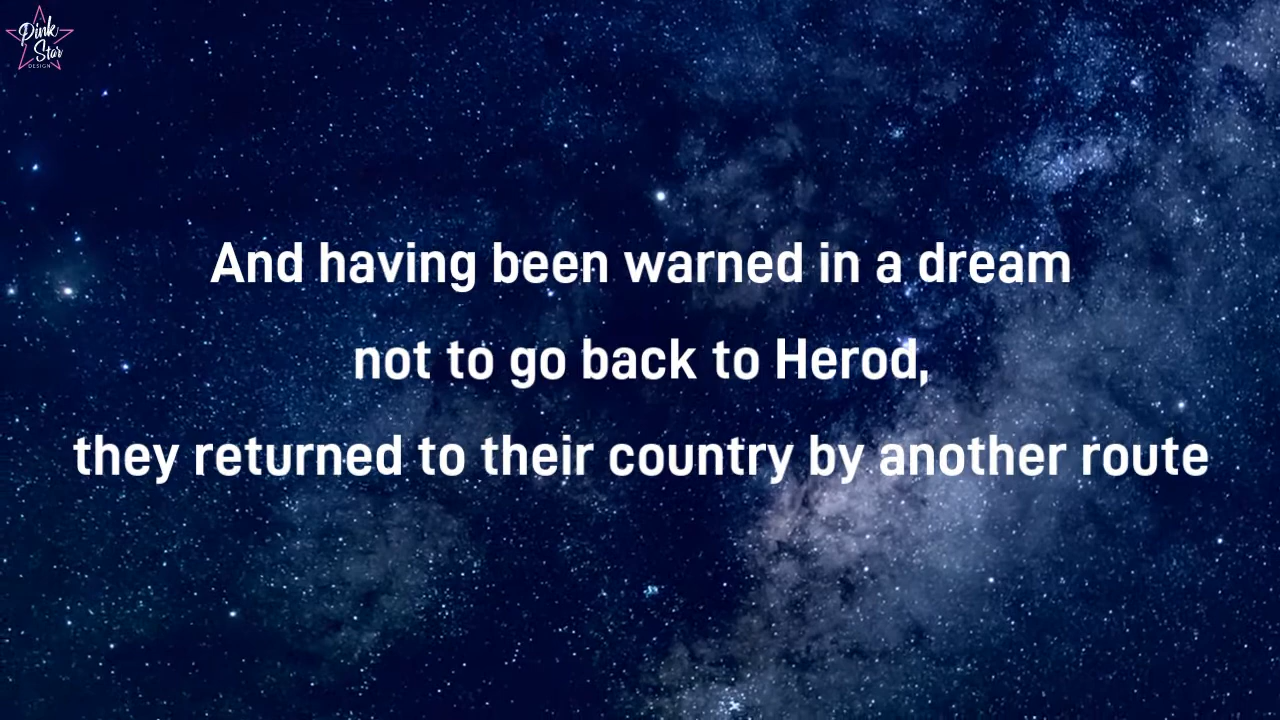 Pink
Star
DESIGN
And having been warned in a dream
not to go back to Herod,
they returned to their country by another route